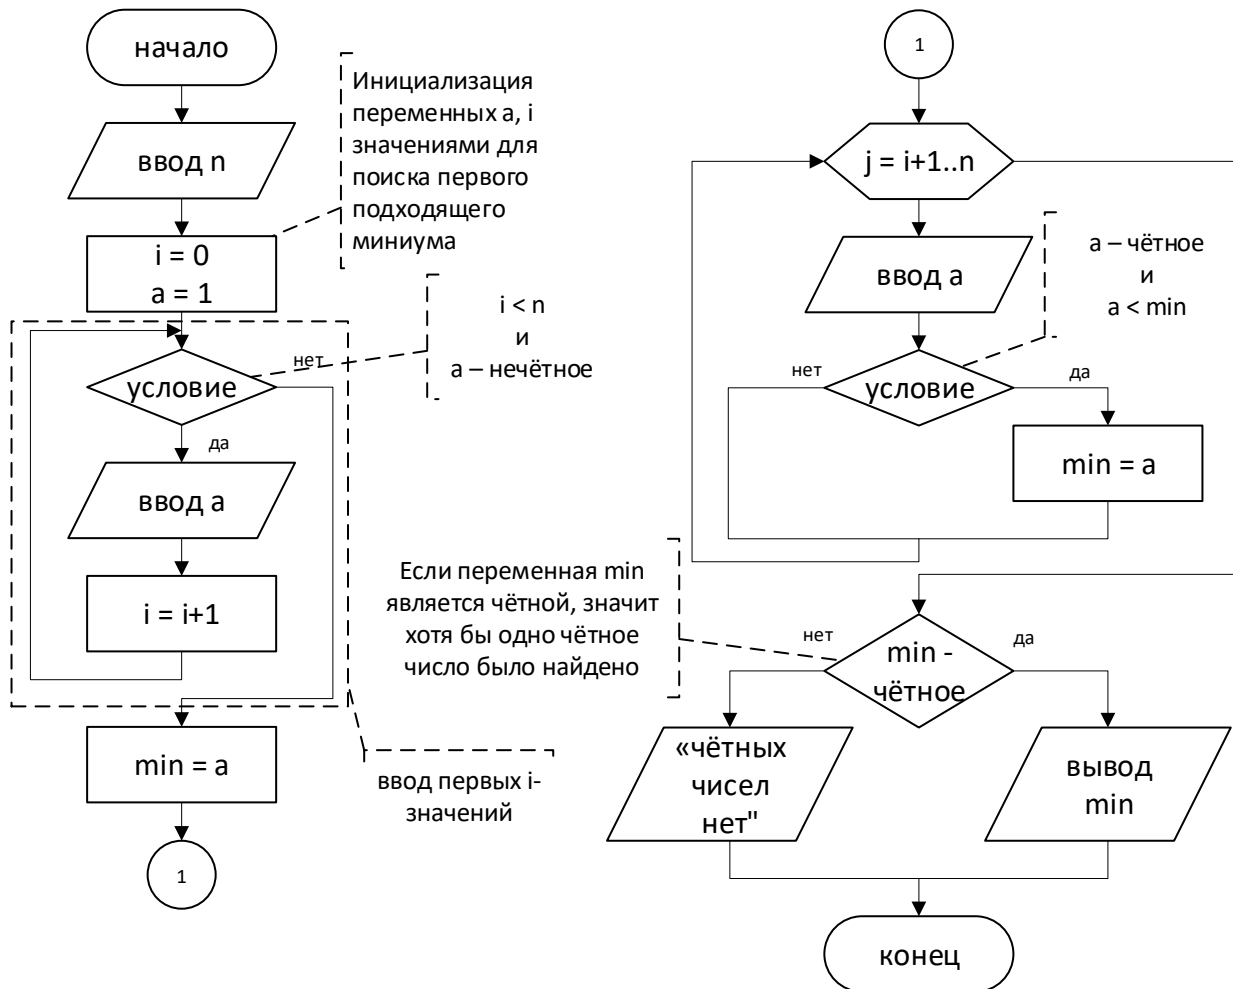 начало
ввод n
i = 0
a = 1
Инициализация
переменных a, i
значениями для
поиска первого
подходящего
миниума
условие
нет
i < n
и
a – нечётное
да
ввод a
i = i+1
min = a
1
ввод первых i-
значений
1
j = i+1..n
ввод a
a – чётное
и
a < min
условие
нет
да
min = a
Если переменная min
является чётной, значит
хотя бы одно чётное
число было найдено
min -
чётное
нет
да
«чётных
чисел
нет"
вывод
min
конец